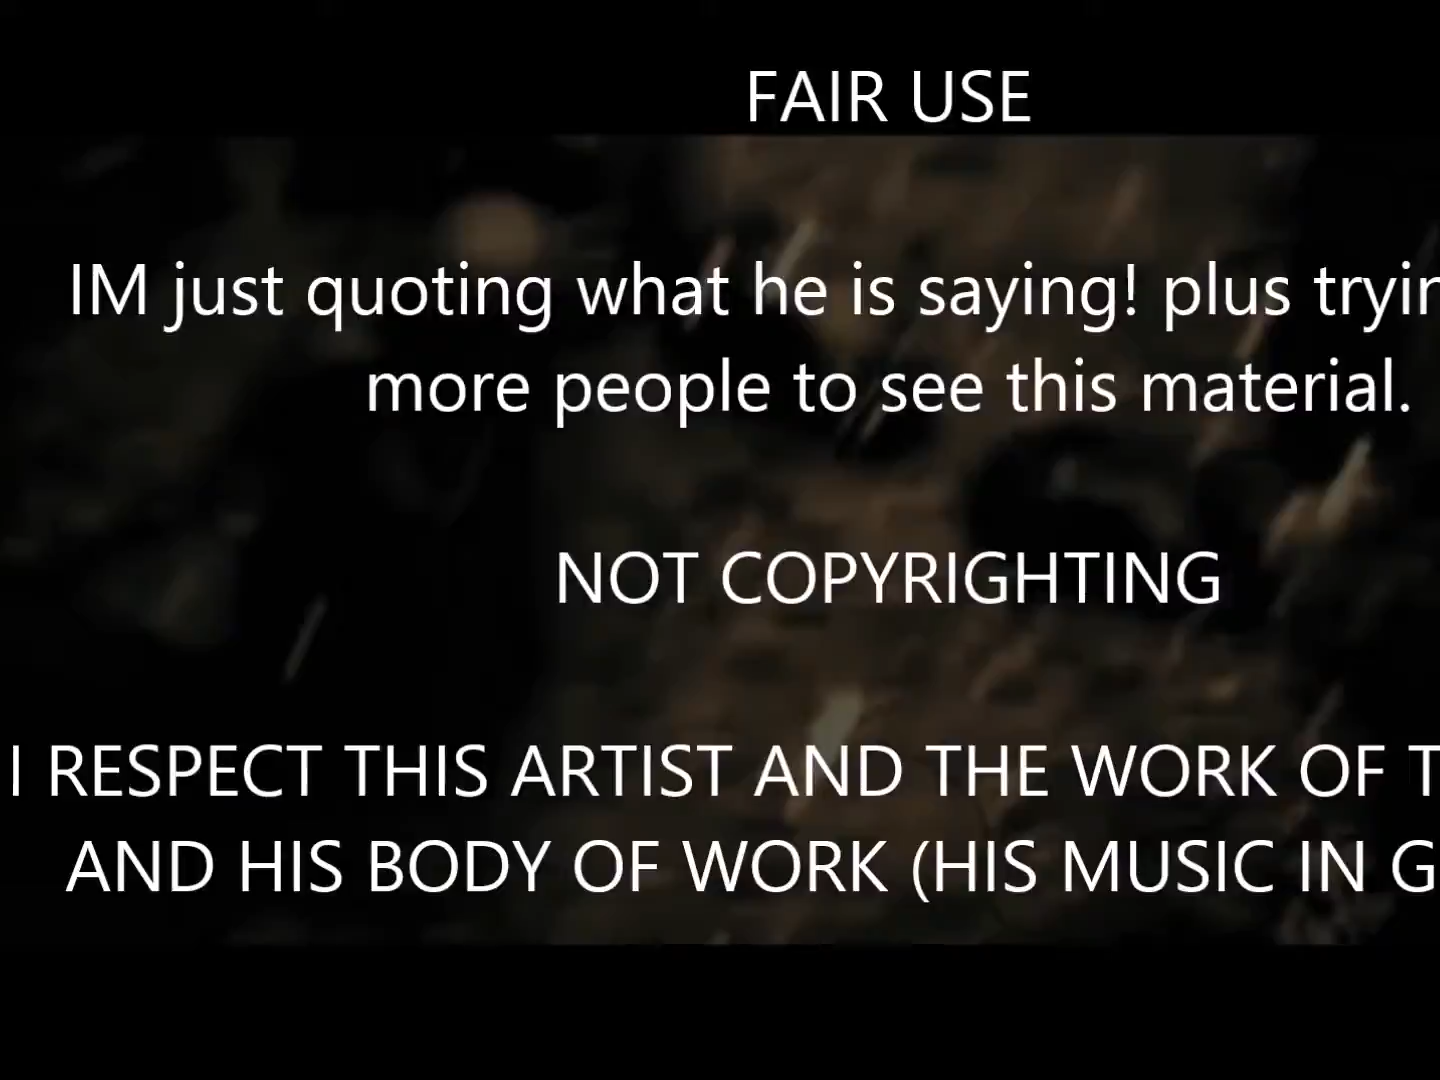 FAIR USE
IM just quoting what he is saying! plus
more people to see this material.
NOT COPYRIGHTING
I RESPECT THIS ARTIST AND THE WORK OF
AND HIS BODY OF WORK (HIS MUSIC IN